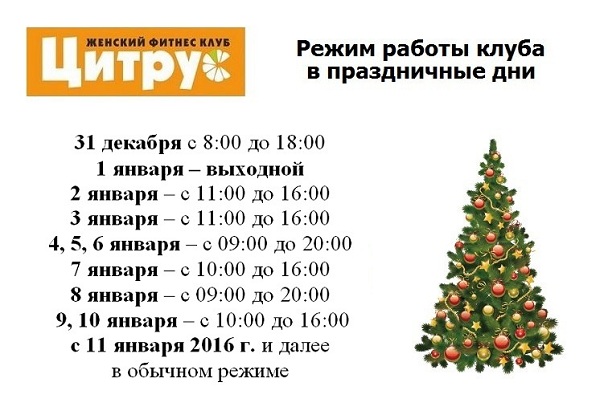 ЖЕНСКИЙ ФИТНЕС КЛУБ
Цитрус
Режим работы клуба
в праздничные дни
31 декабря с 8:00 до 18:00
1 января – выходной
2 января – с 11:00 до 16:00
3 января – с 11:00 до 16:00
4, 5, 6 января – с 09:00 до 20:00
7 января – с 10:00 до 16:00
8 января – с 09:00 до 20:00
9, 10 января – с 10:00 до 16:00
с 11 января 2016 г. и далее
в обычном режиме